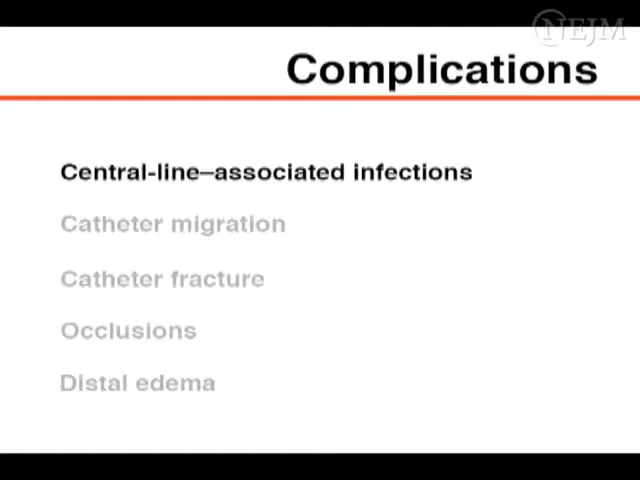 NEJM
Complications
Central-line–associated infections
Catheter migration
Catheter fracture
Occlusions
Distal edema